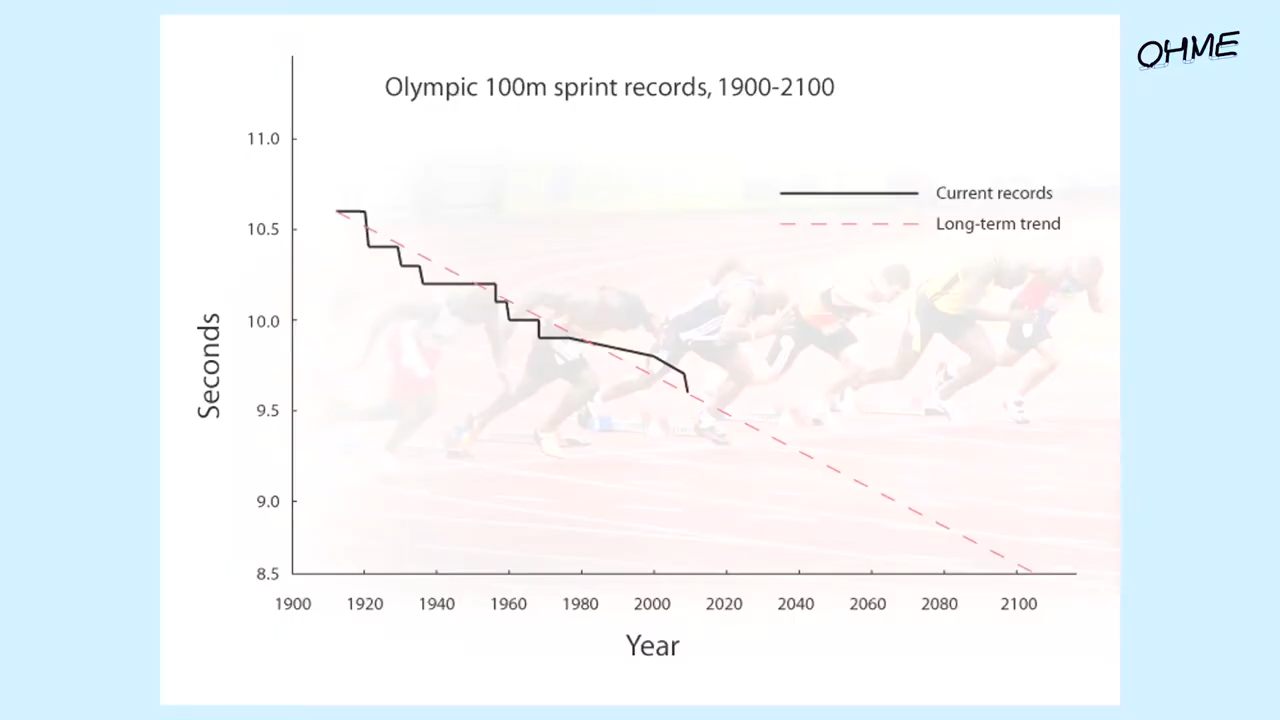 OHME
Olympic 100m sprint records, 1900-2100
11.0
10.5
10.0
9.5
9.0
8.5
Seconds
Current records
Long-term trend
1900 1920 1940 1960 1980 2000 2020 2040 2060 2080 2100
Year